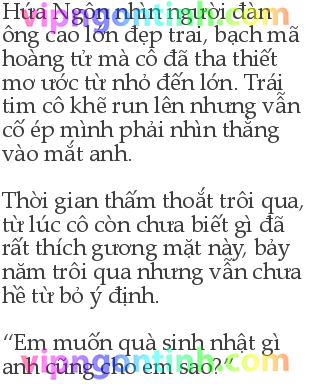 Hứa Ngôn nhìn người đàn
ông cao lớn đẹp trai, bạch mã
hoàng tử mà cô đã tha thiết
mơ ước từ nhỏ đến lớn. Trái
tim cô khẽ run lên nhưng vẫn
cố ép mình phải nhìn thẳng
vào mắt anh.
Thời gian thấm thoắt trôi qua,
từ lúc cô còn chưa biết gì đã
rất thích gương mặt này, bảy
năm trôi qua nhưng vẫn chưa
hề từ bỏ ý định.
“Em muốn quà sinh nhật gì
anh cũng cho em sao?”
vipngontinh.com
vipngontinh.com